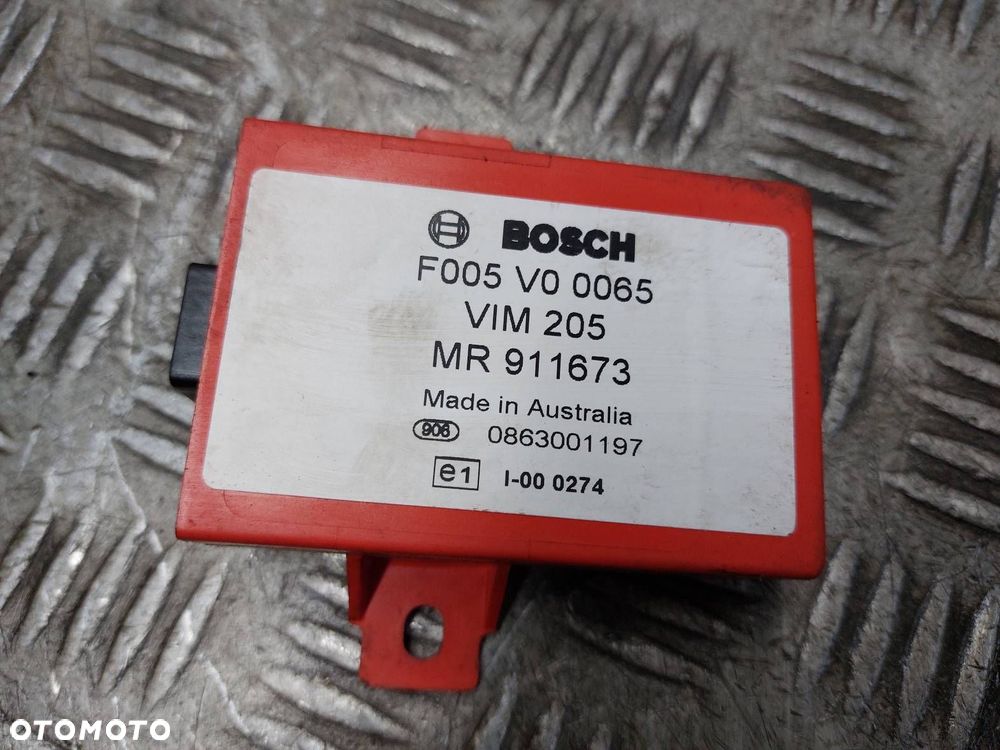 BOSCH
F005 V0 0065
VIM 205
MR 911673
Made in Australia
906 0863001197
e1 I-00 0274
OTOMOTO